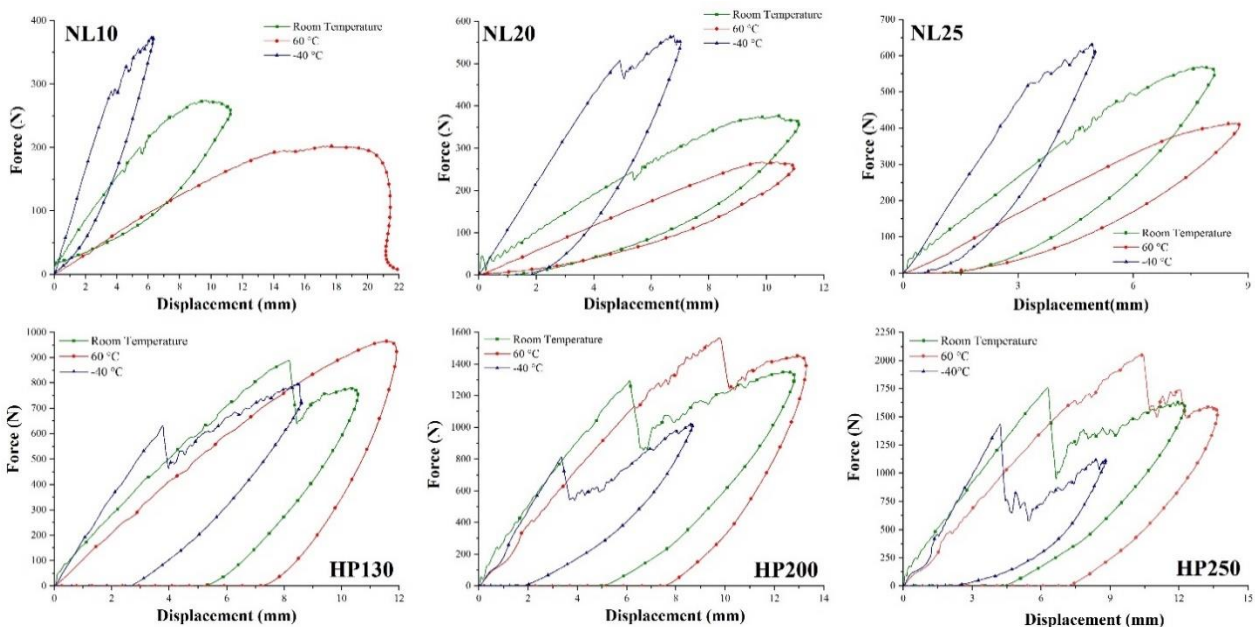 NL10
Room Temperature
60 °C
-40 °C
Force (N)
400
300
200
100
0
0 2 4 6 8 10 12 14 16 18 20 22
Displacement (mm)
NL20
Room Temperature
60 °C
-40 °C
Force (N)
600
500
400
300
200
100
0
0 2 4 6 8 10 12
Displacement(mm)
NL25
Room Temperature
60 °C
-40 °C
Force (N)
700
600
500
400
300
200
100
0
0 3 6 9
Displacement(mm)
Room Temperature
60 °C
-40 °C
Force (N)
1000
900
800
700
600
500
400
300
200
100
0
0 2 4 6 8 10 12
Displacement (mm)
HP130
Room Temperature
60 °C
-40 °C
Force (N)
1600
1400
1200
1000
800
600
400
200
0
0 2 4 6 8 10 12 14
Displacement (mm)
HP200
Room Temperature
60 °C
-40°C
Force (N)
2250
2000
1750
1500
1250
1000
750
500
250
0
0 3 6 9 12 15
Displacement (mm)
HP250